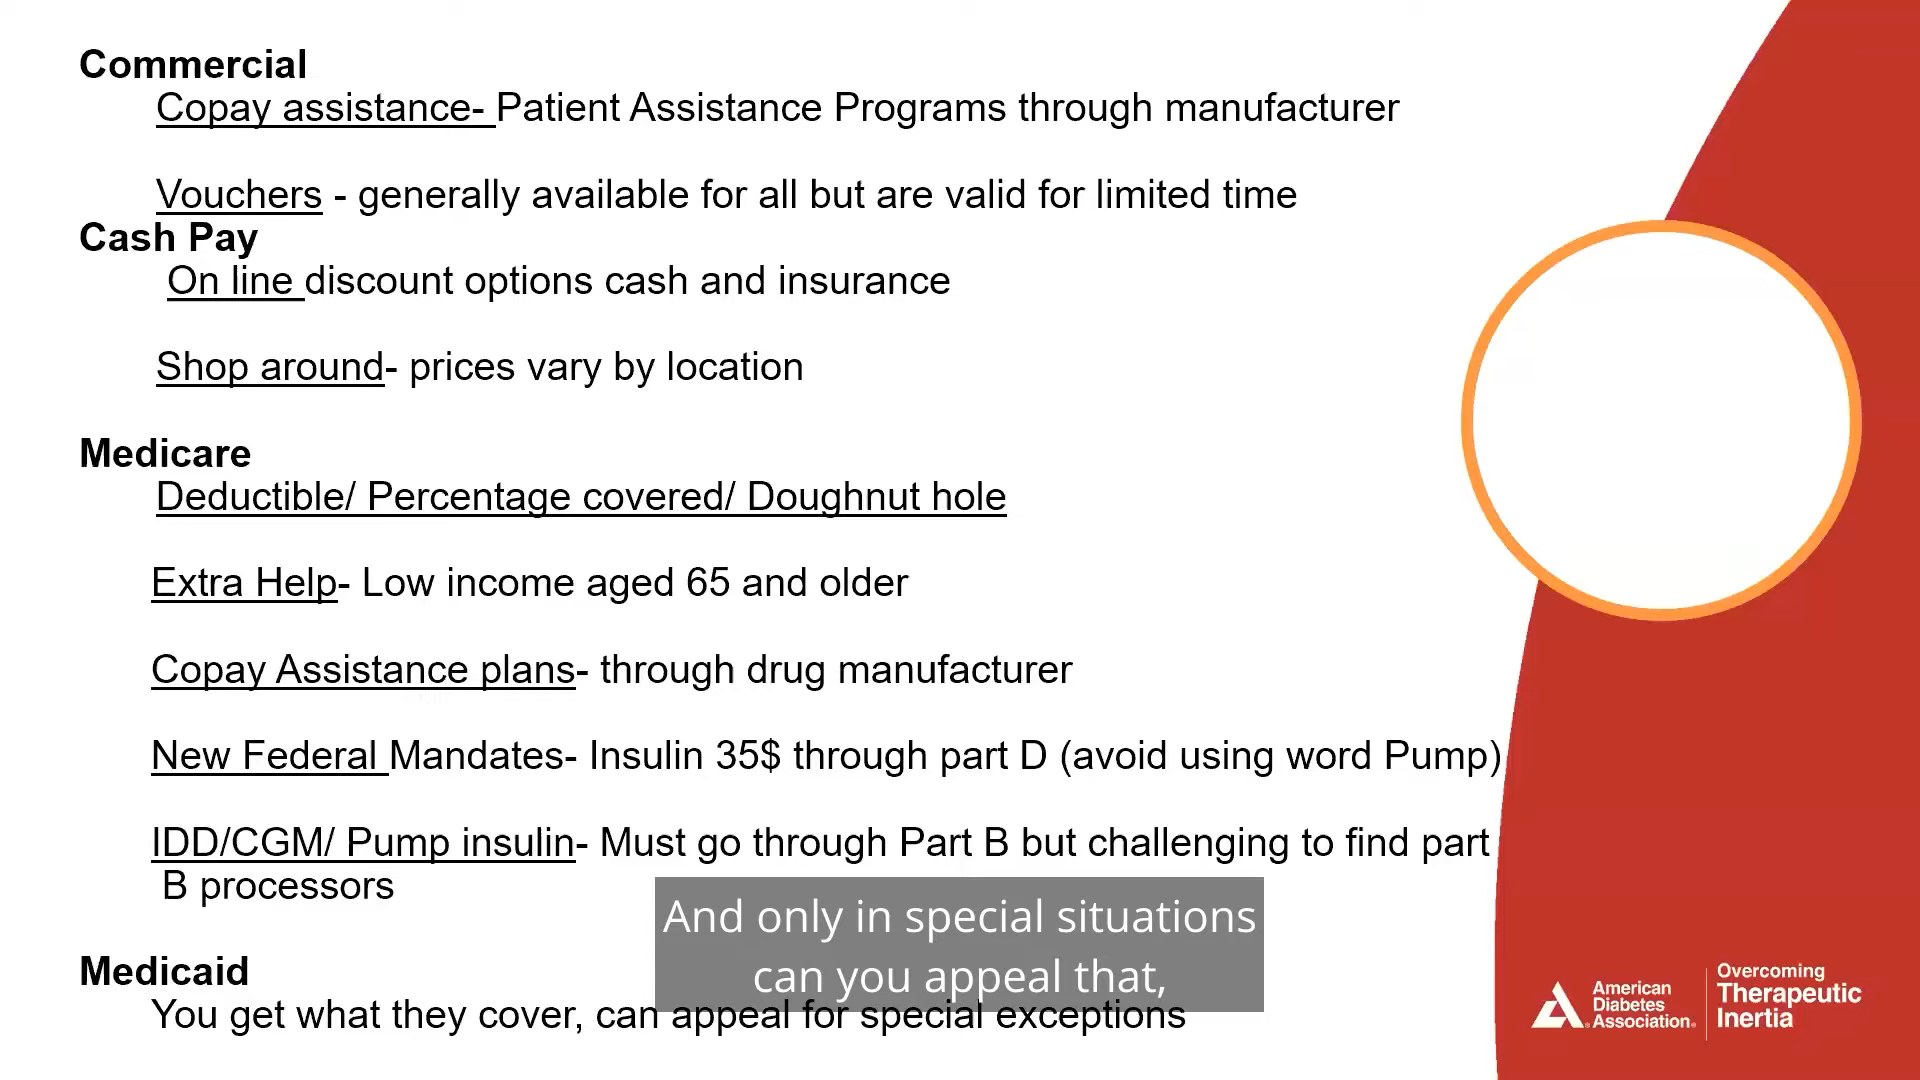 Commercial
Copay assistance- Patient Assistance Programs through manufacturer
Vouchers - generally available for all but are valid for limited time
Cash Pay
On line discount options cash and insurance
Shop around- prices vary by location
Medicare
Deductible/ Percentage covered/ Doughnut hole
Extra Help- Low income aged 65 and older
Copay Assistance plans- through drug manufacturer
New Federal Mandates- Insulin 35$ through part D (avoid using word Pump)
IDD/CGM/ Pump insulin- Must go through Part B but challenging to find part
B processors
And only in special situations
can you appeal that,
Medicaid
You get what they cover, can appeal for special exceptions
American
Diabetes
Association®
Overcoming
Therapeutic
Inertia